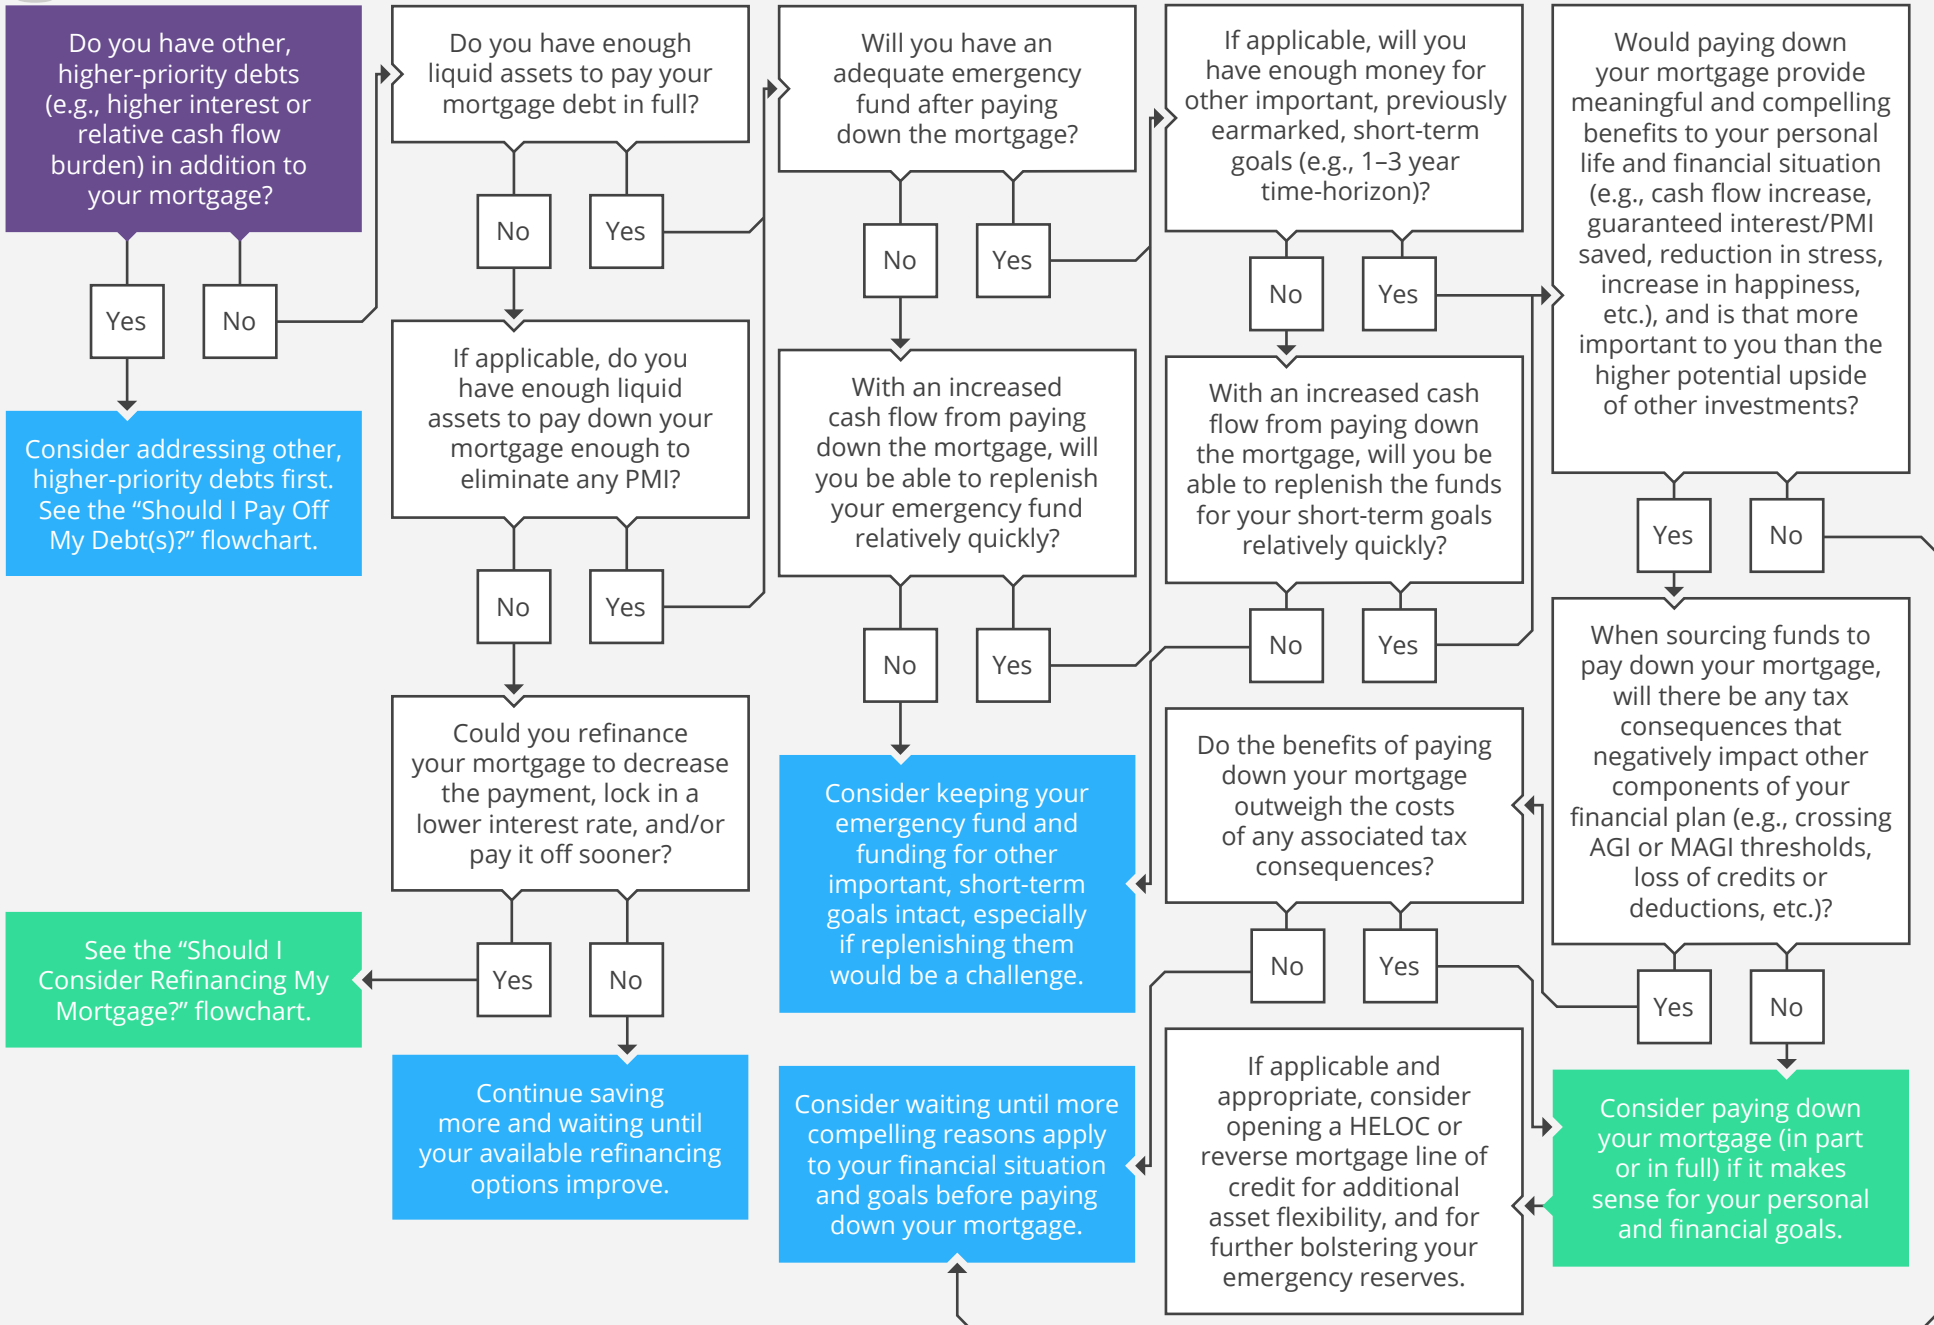 Do you have other,
higher-priority debts
(e.g., higher interest or
relative cash flow
burden) in addition to
your mortgage?
Yes
No
Consider addressing other,
higher-priority debts first.
See the “Should I Pay Off
My Debt(s)?” flowchart.
Do you have enough
liquid assets to pay your
mortgage debt in full?
No
Yes
If applicable, do you
have enough liquid
assets to pay down your
mortgage enough to
eliminate any PMI?
No
Yes
Could you refinance
your mortgage to decrease
the payment, lock in a
lower interest rate, and/or
pay it off sooner?
Yes
No
See the “Should I
Consider Refinancing My
Mortgage?” flowchart.
Continue saving
more and waiting until
your available refinancing
options improve.
Will you have an
adequate emergency
fund after paying
down the mortgage?
No
Yes
With an increased
cash flow from paying
down the mortgage, will
you be able to replenish
your emergency fund
relatively quickly?
No
Yes
Consider keeping your
emergency fund and
funding for other
important, short-term
goals intact, especially
if replenishing them
would be a challenge.
If applicable, will you
have enough money for
other important, previously
earmarked, short-term
goals (e.g., 1–3 year
time-horizon)?
No
Yes
With an increased cash
flow from paying down
the mortgage, will you be
able to replenish the funds
for your short-term goals
relatively quickly?
No
Yes
Would paying down
your mortgage provide
meaningful and compelling
benefits to your personal
life and financial situation
(e.g., cash flow increase,
guaranteed interest/PMI
saved, reduction in stress,
increase in happiness,
etc.), and is that more
important to you than the
higher potential upside
of other investments?
Yes
No
When sourcing funds to
pay down your mortgage,
will there be any tax
consequences that
negatively impact other
components of your
financial plan (e.g., crossing
AGI or MAGI thresholds,
loss of credits or
deductions, etc.)?
Yes
No
Do the benefits of paying
down your mortgage
outweigh the costs
of any associated tax
consequences?
No
Yes
Consider waiting until more
compelling reasons apply
to your financial situation
and goals before paying
down your mortgage.
Consider paying down
your mortgage (in part
or in full) if it makes
sense for your personal
and financial goals.
If applicable and
appropriate, consider
opening a HELOC or
reverse mortgage line of
credit for additional
asset flexibility, and for
further bolstering your
emergency reserves.